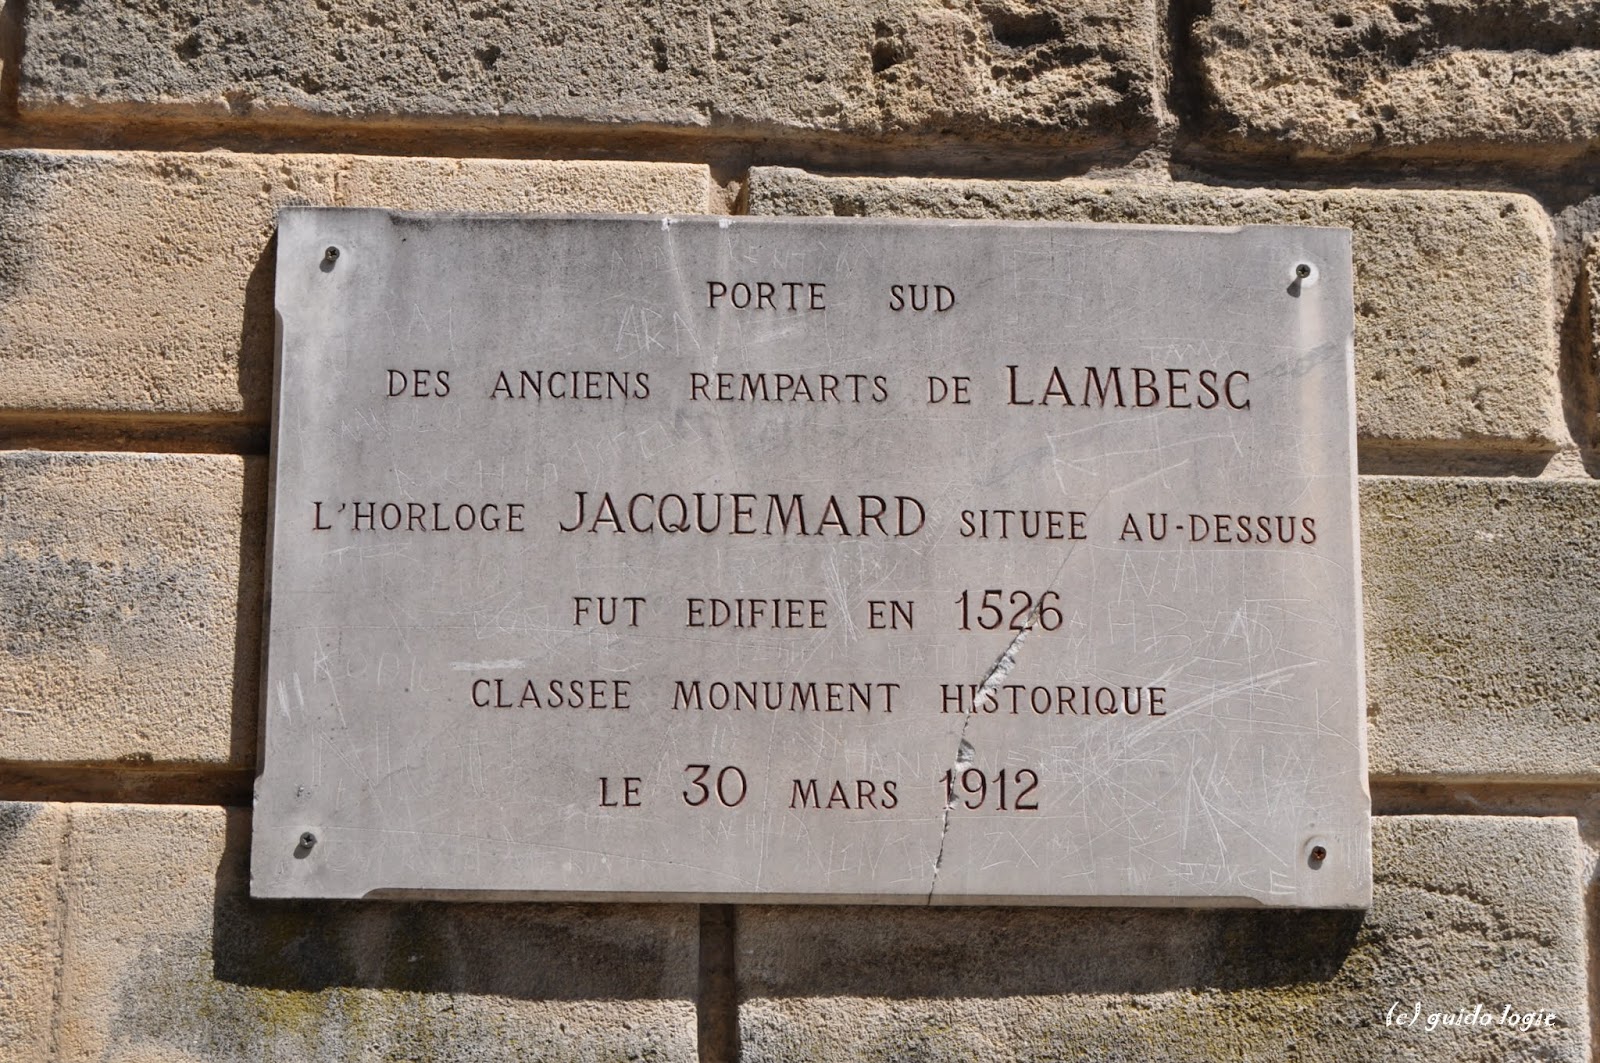 PORTE SUD
DES ANCIENS REMPARTS DE LAMBESC
L'HORLOGE JACQUEMARD SITUEE AU-DESSUS
FUT EDIFIEE EN 1526
CLASSEE MONUMENT HISTORIQUE
LE 30 MARS 1912
(c) guido logie